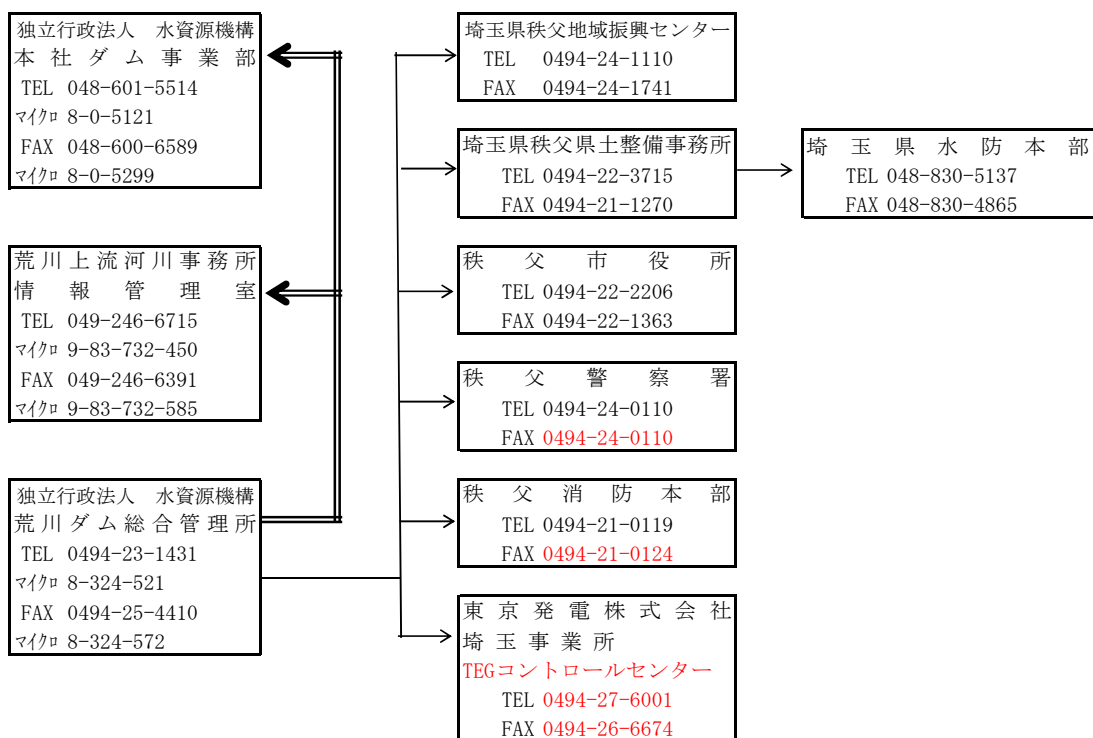 独立行政法人 水資源機構
本社ダム事業部
TEL 048-601-5514
マイクロ 8-0-5121
FAX 048-600-6589
マイクロ 8-0-5299
荒川上流河川事務所
情報管理室
TEL 049-246-6715
マイクロ 9-83-732-450
FAX 049-246-6391
マイクロ 9-83-732-585
独立行政法人 水資源機構
荒川ダム総合管理所
TEL 0494-23-1431
マイクロ 8-324-521
FAX 0494-25-4410
マイクロ 8-324-572
埼玉県秩父地域振興センター
TEL 0494-24-1110
FAX 0494-24-1741
埼玉県秩父県土整備事務所
TEL 0494-22-3715
FAX 0494-21-1270
秩父市役所
TEL 0494-22-2206
FAX 0494-22-1363
秩父警察署
TEL 0494-24-0110
FAX 0494-24-0110
秩父消防本部
TEL 0494-21-0119
FAX 0494-21-0124
東京発電株式会社
埼玉事業所
TEGコントロールセンター
TEL 0494-27-6001
FAX 0494-26-6674
埼玉県水防本部
TEL 048-830-5137
FAX 048-830-4865